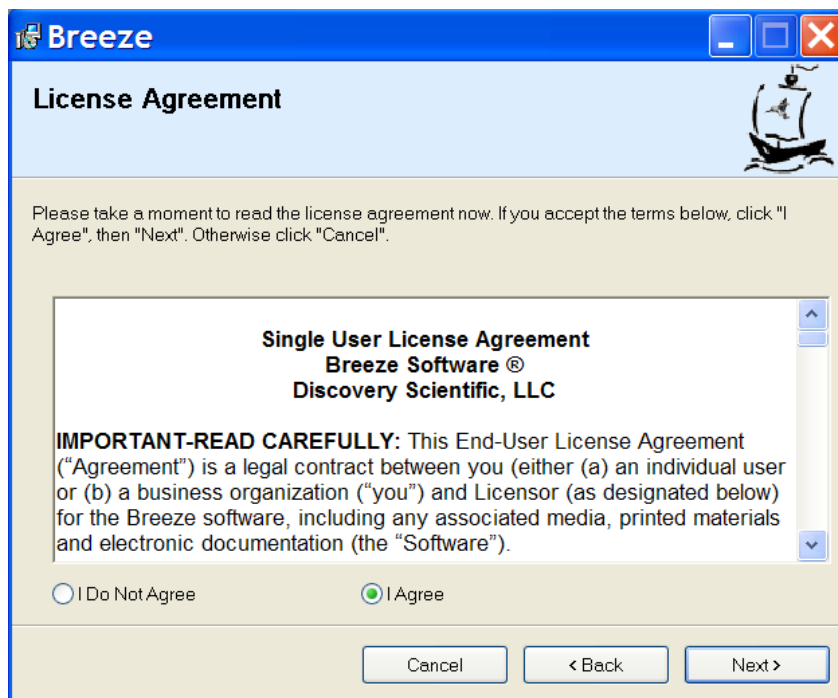 Breeze
License Agreement
Please take a moment to read the license agreement now. If you accept the terms below, click "I
Agree", then "Next". Otherwise click "Cancel".
Single User License Agreement
Breeze Software ®
Discovery Scientific, LLC
IMPORTANT-READ CAREFULLY: This End-User License Agreement
(“Agreement”) is a legal contract between you (either (a) an individual user
or (b) a business organization (“you”) and Licensor (as designated below)
for the Breeze software, including any associated media, printed materials
and electronic documentation (the “Software”).
I Do Not Agree I Agree
Cancel < Back Next >